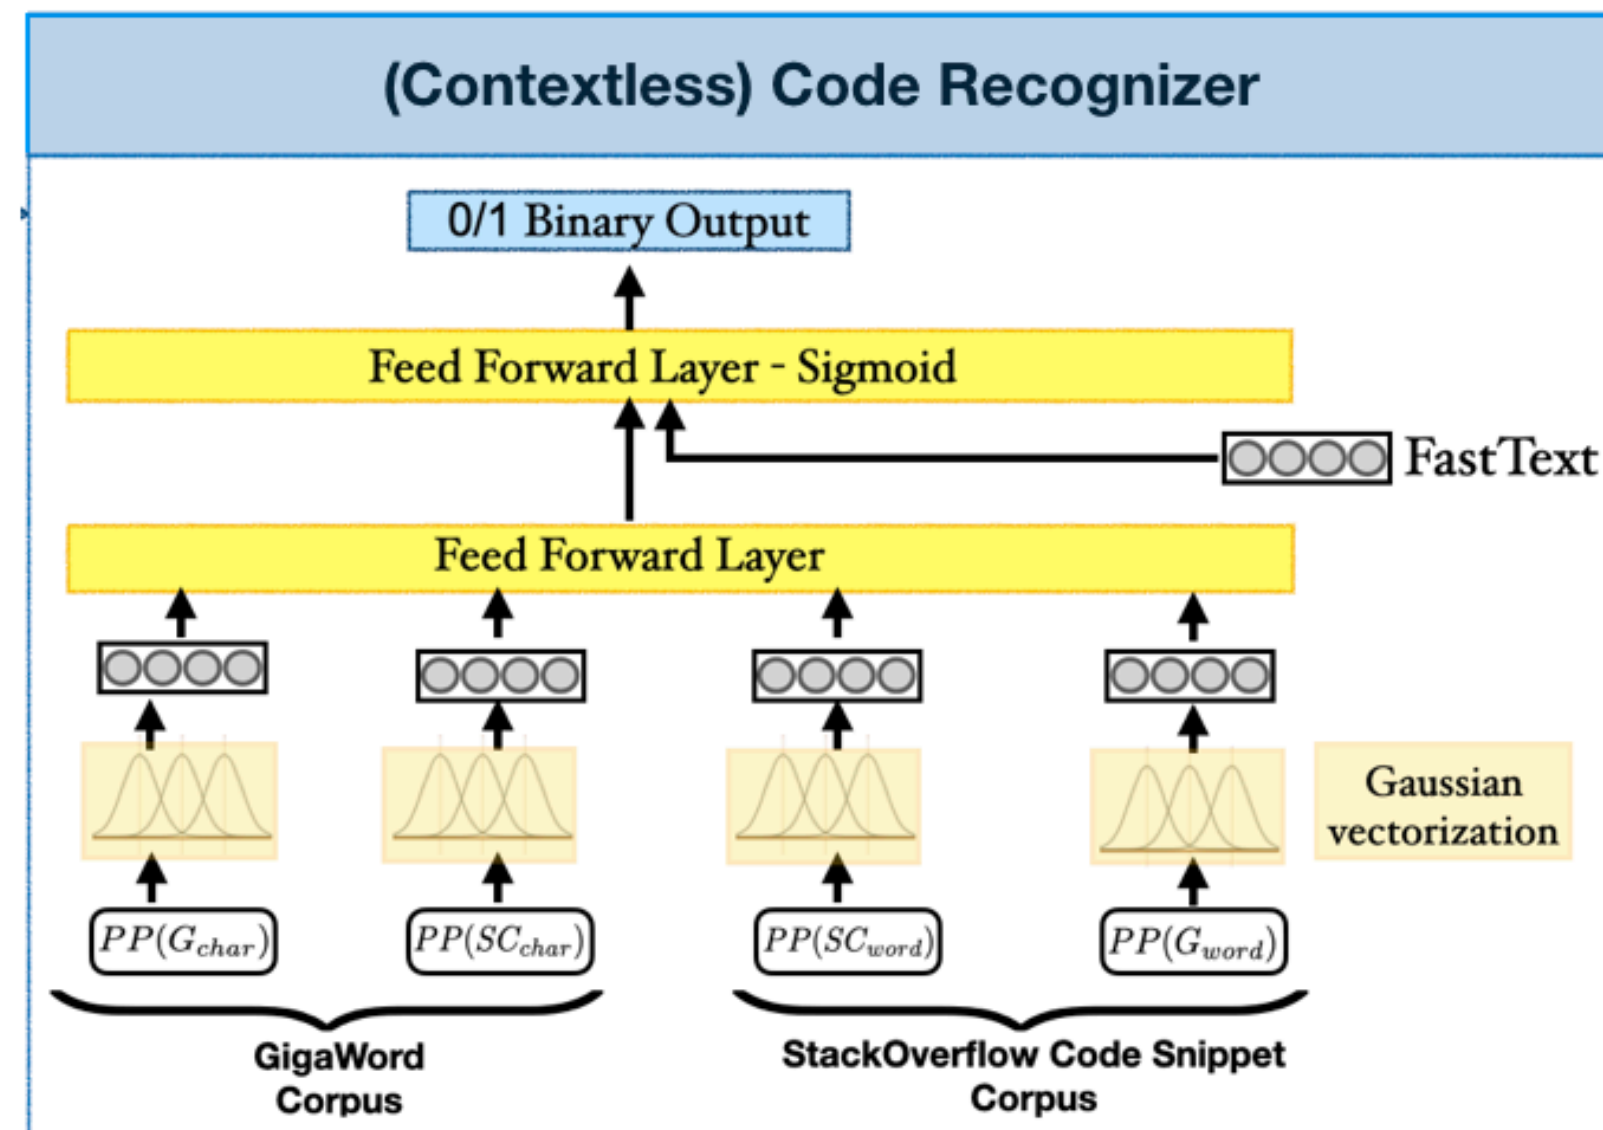 (Contextless) Code Recognizer
0/1 Binary Output
Feed Forward Layer - Sigmoid
FastText
Feed Forward Layer
Gaussian
vectorization
PP(G_char) PP(SC_char) PP(SC_word) PP(G_word)
GigaWord
Corpus
StackOverflow Code Snippet
Corpus